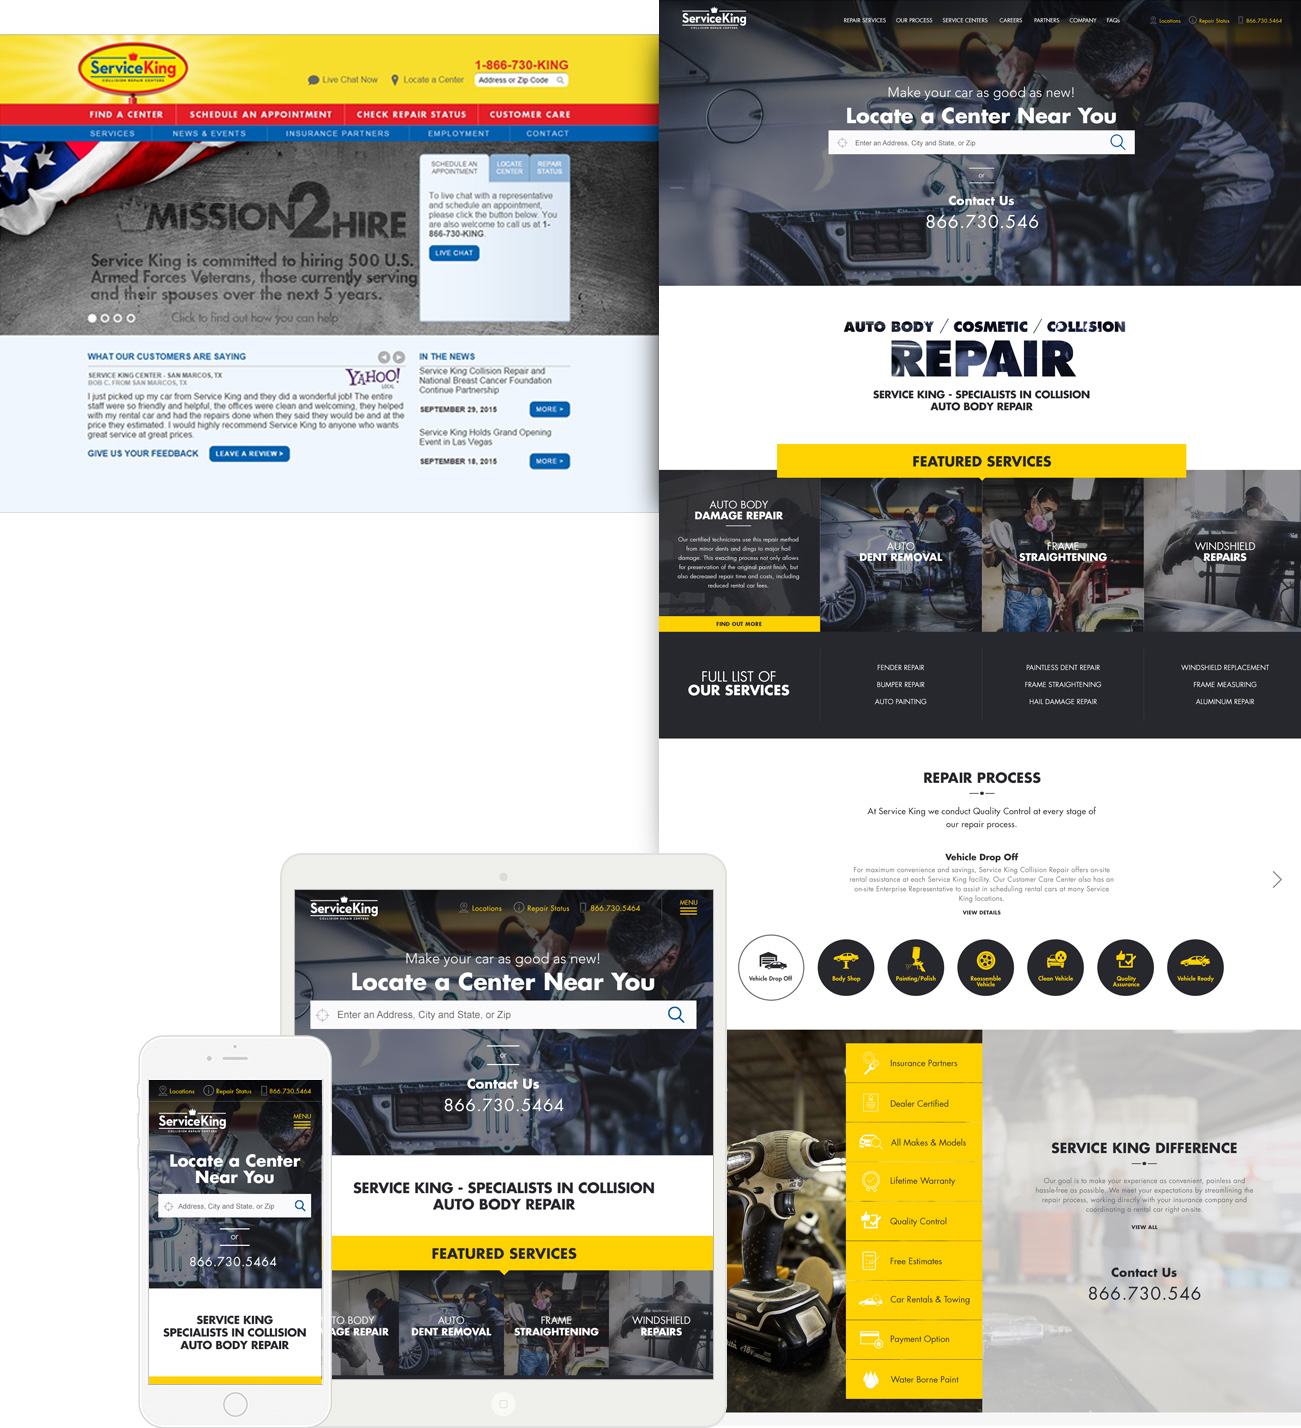 ServiceKing
COLLISION REPAIR CENTERS
Live Chat Now
Locate a Center
1-866-730-KING
Address or Zip Code
FIND A CENTER
SCHEDULE AN APPOINTMENT
CHECK REPAIR STATUS
CUSTOMER CARE
SERVICES
NEWS & EVENTS
INSURANCE PARTNERS
EMPLOYMENT
CONTACT
MISSION2HIRE
Service King is committed to hiring 500 U.S.
Armed Forces Veterans, those currently serving
and their spouses over the next 5 years.
Click to find out how you can help
SCHEDULE AN
APPOINTMENT
LOCATE
CENTER
REPAIR
STATUS
To live chat with a representative
and schedule an appointment,
please click the button below. You
are also welcome to call us at 1-
866-730-KING.
LIVE CHAT
WHAT OUR CUSTOMERS ARE SAYING
SERVICE KING CENTER - SAN MARCOS, TX
BOB C. FROM SAN MARCOS, TX
YAHOO!
LOCAL
I just picked up my car from Service King and they did a wonderful job! The entire
staff were so friendly and helpful, the offices were clean and welcoming, they helped
with my rental car and had the repairs done when they said they would be and at the
price they estimated. I would highly recommend Service King to anyone who wants
great service at great prices.
GIVE US YOUR FEEDBACK
LEAVE A REVIEW >
IN THE NEWS
Service King Collision Repair and
National Breast Cancer Foundation
Continue Partnership
SEPTEMBER 29, 2015
MORE >
Service King Holds Grand Opening
Event in Las Vegas
SEPTEMBER 18, 2015
MORE >
ServiceKing
COLLISION REPAIR CENTERS
REPAIR SERVICES
OUR PROCESS
SERVICE CENTERS
CAREERS
PARTNERS
COMPANY
FAQs
Locations
Repair Status
866.730.5464
Make your car as good as new!
Locate a Center Near You
Enter an Address, City and State, or Zip
or
Contact Us
866.730.546
AUTO BODY / COSMETIC / COLLISION
REPAIR
SERVICE KING - SPECIALISTS IN COLLISION
AUTO BODY REPAIR
FEATURED SERVICES
AUTO BODY
DAMAGE REPAIR
Our certified technicians use this repair method
from minor dents and dings to major hail
damage. This exacting process not only allows
for preservation of the original paint finish, but
also decreased repair time and costs, including
reduced rental car fees.
FIND OUT MORE
AUTO
DENT REMOVAL
FRAME
STRAIGHTENING
WINDSHIELD
REPAIRS
FULL LIST OF
OUR SERVICES
FENDER REPAIR
BUMPER REPAIR
AUTO PAINTING
PAINTLESS DENT REPAIR
FRAME STRAIGHTENING
HAIL DAMAGE REPAIR
WINDSHIELD REPLACEMENT
FRAME MEASURING
ALUMINUM REPAIR
REPAIR PROCESS
At Service King we conduct Quality Control at every stage of
our repair process.
Vehicle Drop Off
For maximum convenience and savings, Service King Collision Repair offers on-site
rental assistance at each Service King facility. Our Customer Care Center also has an
on-site Enterprise Representative to assist in scheduling rental cars at many Service
King locations.
VIEW DETAILS
Vehicle Drop Off
Body Shop
Painting/Polish
Reassemble
Vehicle
Clean Vehicle
Quality
Assurance
Vehicle Ready
Insurance Partners
Dealer Certified
All Makes & Models
Lifetime Warranty
Quality Control
Free Estimates
Car Rentals & Towing
Payment Option
Water Borne Paint
SERVICE KING DIFFERENCE
Our goal is to make your experience as convenient, painless and
hassle-free as possible. We meet your expectations by streamlining the
repair process, working directly with your insurance company and
coordinating a rental car right on-site.
VIEW ALL
Contact Us
866.730.546
ServiceKing
COLLISION REPAIR CENTERS
Locations
Repair Status
866.730.5464
MENU
Make your car as good as new!
Locate a Center Near You
Enter an Address, City and State, or Zip
or
Contact Us
866.730.5464
SERVICE KING - SPECIALISTS IN COLLISION
AUTO BODY REPAIR
FEATURED SERVICES
TO BODY
AGE REPAIR
AUTO
DENT REMOVAL
FRAME
STRAIGHTENING
WINDSHIELD
REPAIRS
Locations
Repair Status
866.730.5464
ServiceKing
COLLISION REPAIR CENTERS
MENU
Locate a Center
Near You
Address, City and State, or Zip
or
866.730.5464
SERVICE KING
SPECIALISTS IN COLLISION
AUTO BODY REPAIR